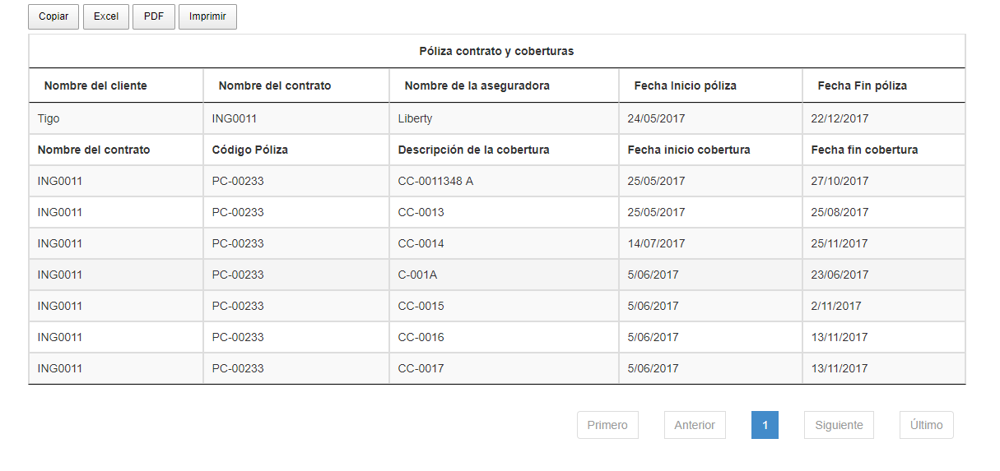 Copiar Excel PDF Imprimir
Póliza contrato y coberturas
Nombre del cliente Nombre del contrato Nombre de la aseguradora Fecha Inicio póliza Fecha Fin póliza
Tigo ING0011 Liberty 24/05/2017 22/12/2017
Nombre del contrato Código Póliza Descripción de la cobertura Fecha inicio cobertura Fecha fin cobertura
ING0011 PC-00233 CC-0011348 A 25/05/2017 27/10/2017
ING0011 PC-00233 CC-0013 25/05/2017 25/08/2017
ING0011 PC-00233 CC-0014 14/07/2017 25/11/2017
ING0011 PC-00233 C-001A 5/06/2017 23/06/2017
ING0011 PC-00233 CC-0015 5/06/2017 2/11/2017
ING0011 PC-00233 CC-0016 5/06/2017 13/11/2017
ING0011 PC-00233 CC-0017 5/06/2017 13/11/2017
Primero Anterior 1 Siguiente Último